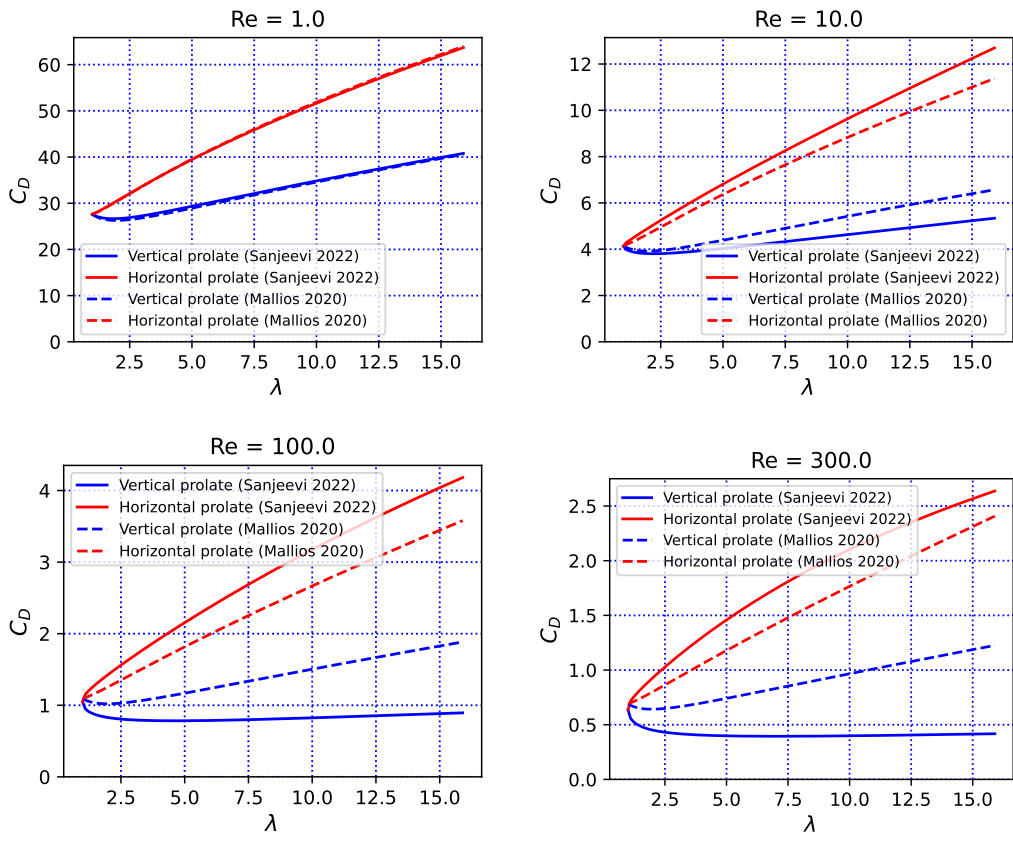 Re = 1.0
60
50
40
30
20
10
0
C_D
Vertical prolate (Sanjeevi 2022)
Horizontal prolate (Sanjeevi 2022)
Vertical prolate (Mallios 2020)
Horizontal prolate (Mallios 2020)
2.5 5.0 7.5 10.0 12.5 15.0
λ
Re = 10.0
12
10
8
6
4
2
0
C_D
Vertical prolate (Sanjeevi 2022)
Horizontal prolate (Sanjeevi 2022)
Vertical prolate (Mallios 2020)
Horizontal prolate (Mallios 2020)
2.5 5.0 7.5 10.0 12.5 15.0
λ
Re = 100.0
4
3
2
1
0
C_D
Vertical prolate (Sanjeevi 2022)
Horizontal prolate (Sanjeevi 2022)
Vertical prolate (Mallios 2020)
Horizontal prolate (Mallios 2020)
2.5 5.0 7.5 10.0 12.5 15.0
λ
Re = 300.0
2.5
2.0
1.5
1.0
0.5
0.0
C_D
Vertical prolate (Sanjeevi 2022)
Horizontal prolate (Sanjeevi 2022)
Vertical prolate (Mallios 2020)
Horizontal prolate (Mallios 2020)
2.5 5.0 7.5 10.0 12.5 15.0
λ